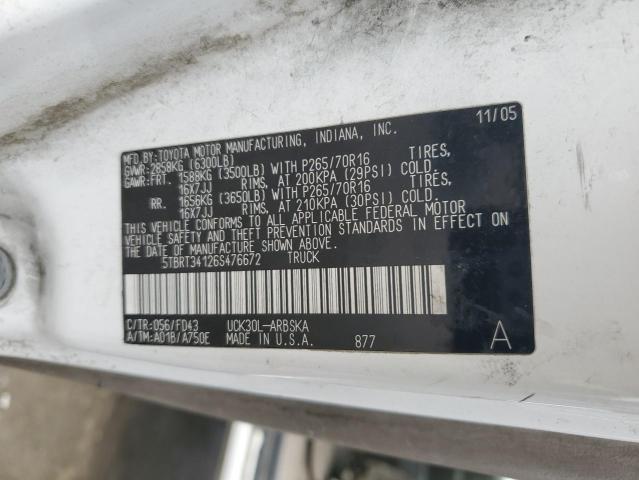 11/05
MFD.BY: TOYOTA MOTOR MANUFACTURING, INDIANA, INC.
GVWR: 2858KG (6300LB)
GAWR: FRT. 1588KG (3500LB) WITH P265/70R16 TIRES,
16X7JJ RIMS, AT 200KPA (29PSI) COLD
RR. 1656KG (3650LB) WITH P265/70R16 TIRES,
16X7JJ RIMS, AT 210KPA (30PSI) COLD.
THIS VEHICLE CONFORMS TO ALL APPLICABLE FEDERAL MOTOR
VEHICLE SAFETY AND THEFT PREVENTION STANDARDS IN EFFECT ON
THE DATE OF MANUFACTURE SHOWN ABOVE.
5TBRT34126S476672 TRUCK
C/TR: 056/FD43 UCK30L-ARBSKA
A/TM: A01B/A750E MADE IN U.S.A. 877 A